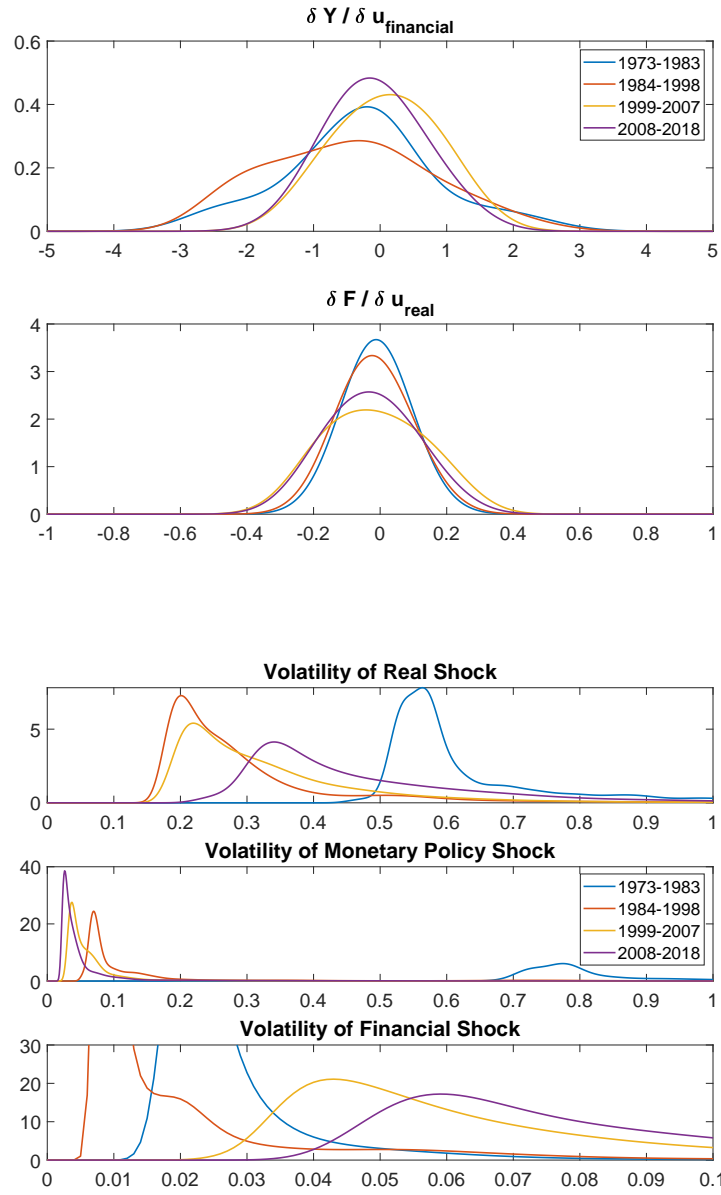 δ Y / δ u_financial
0.6
0.4
0.2
0
-5 -4 -3 -2 -1 0 1 2 3 4 5
1973-1983
1984-1998
1999-2007
2008-2018
δ F / δ u_real
4
3
2
1
0
-1 -0.8 -0.6 -0.4 -0.2 0 0.2 0.4 0.6 0.8 1
Volatility of Real Shock
5
0
0 0.1 0.2 0.3 0.4 0.5 0.6 0.7 0.8 0.9 1
Volatility of Monetary Policy Shock
40
20
0
0 0.1 0.2 0.3 0.4 0.5 0.6 0.7 0.8 0.9 1
1973-1983
1984-1998
1999-2007
2008-2018
Volatility of Financial Shock
30
20
10
0
0 0.01 0.02 0.03 0.04 0.05 0.06 0.07 0.08 0.09 0.1